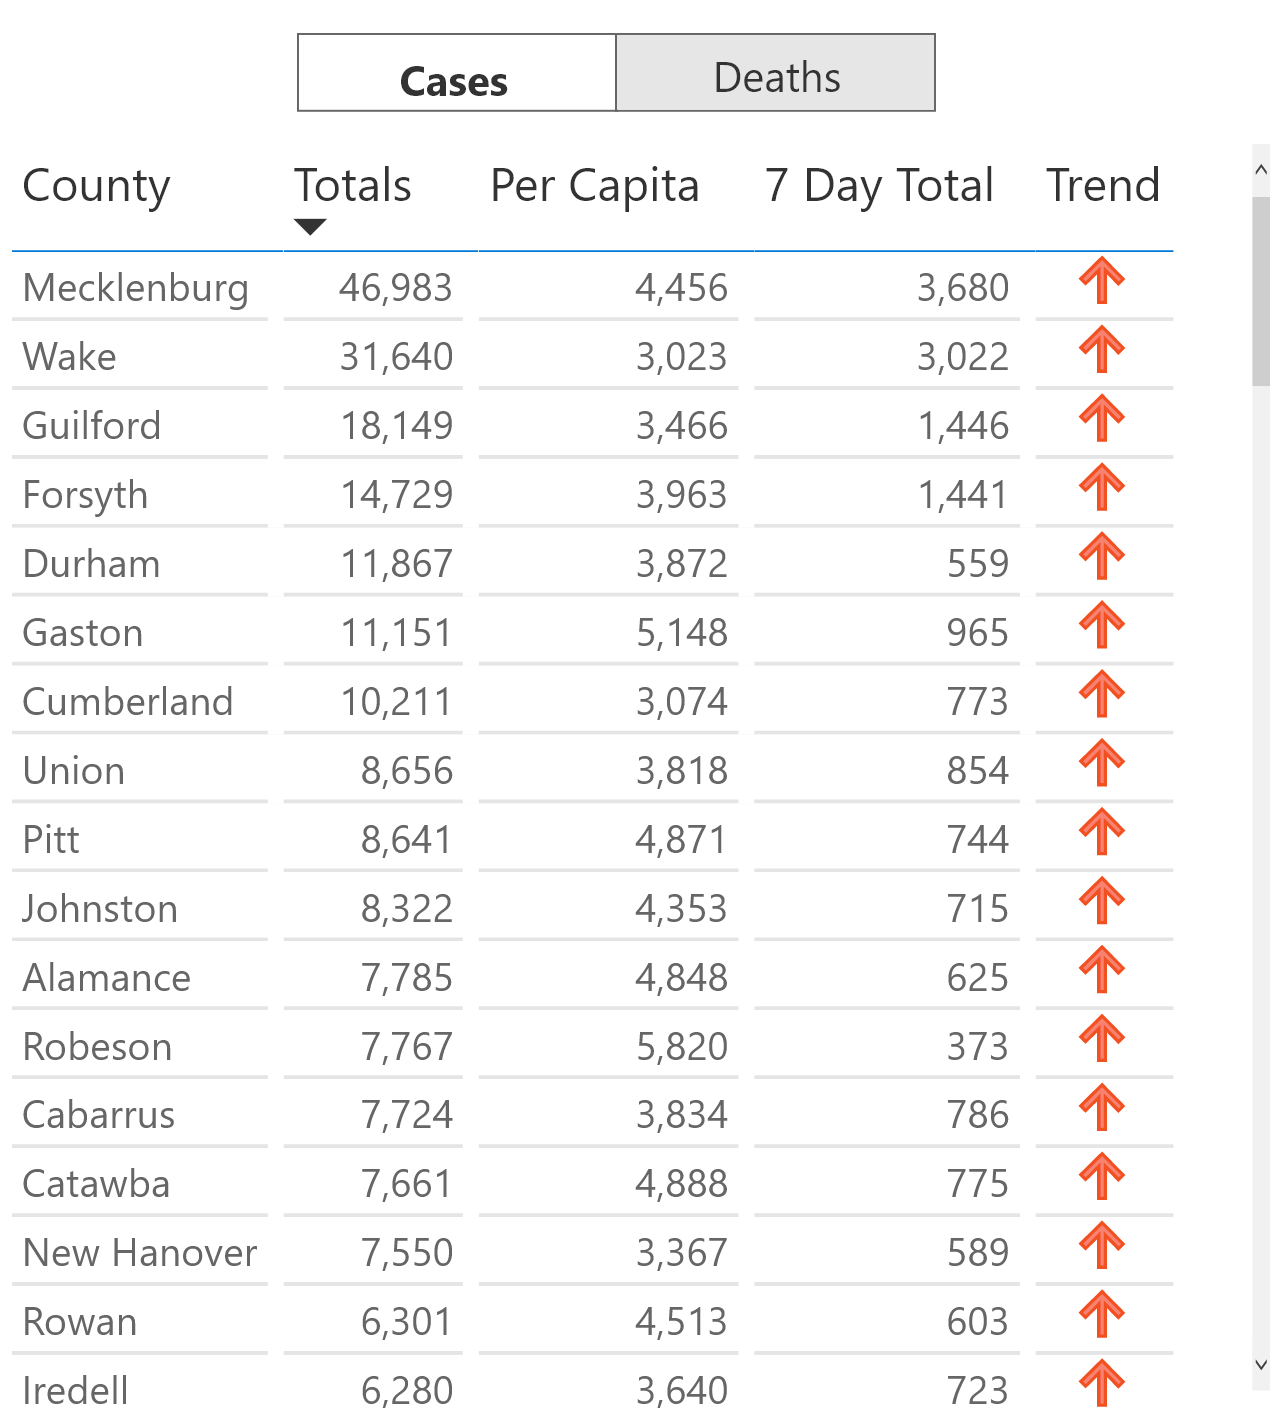 Cases Deaths
County Totals Per Capita 7 Day Total Trend
Mecklenburg 46,983 4,456 3,680
Wake 31,640 3,023 3,022
Guilford 18,149 3,466 1,446
Forsyth 14,729 3,963 1,441
Durham 11,867 3,872 559
Gaston 11,151 5,148 965
Cumberland 10,211 3,074 773
Union 8,656 3,818 854
Pitt 8,641 4,871 744
Johnston 8,322 4,353 715
Alamance 7,785 4,848 625
Robeson 7,767 5,820 373
Cabarrus 7,724 3,834 786
Catawba 7,661 4,888 775
New Hanover 7,550 3,367 589
Rowan 6,301 4,513 603
Iredell 6,280 3,640 723